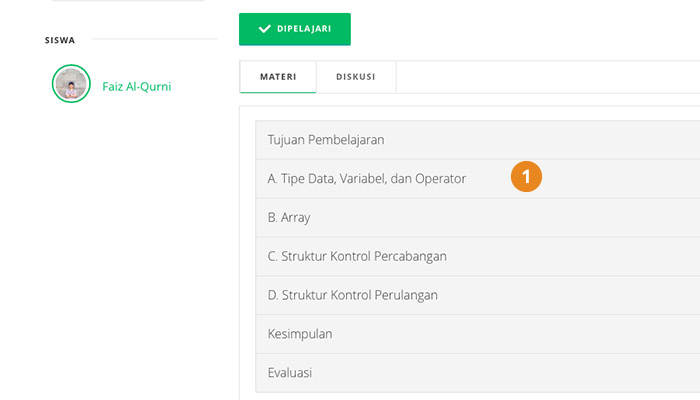 SISWA
Faiz Al-Qurni
DIPELAJARI
MATERI DISKUSI
Tujuan Pembelajaran
A. Tipe Data, Variabel, dan Operator
1
B. Array
C. Struktur Kontrol Percabangan
D. Struktur Kontrol Perulangan
Kesimpulan
Evaluasi